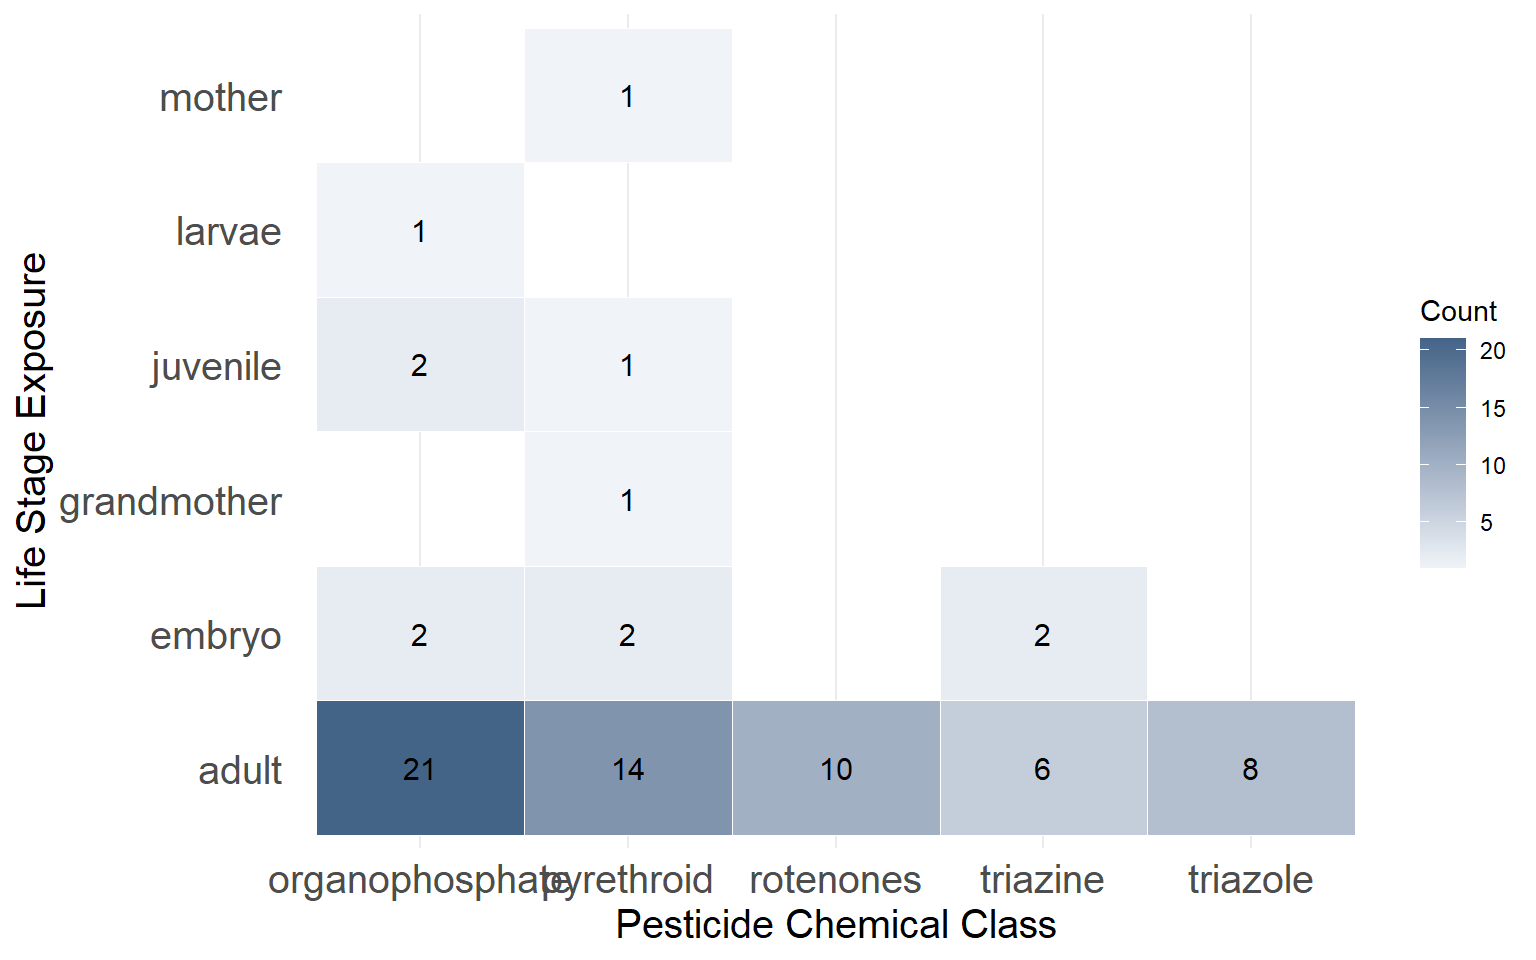 mother
1
larvae
1
juvenile
2
1
grandmother
1
embryo
2
2
2
adult
21
14
10
6
8
organophosphate
pyrethroid
rotenones
triazine
triazole
Pesticide Chemical Class
Life Stage Exposure
Count
20
15
10
5